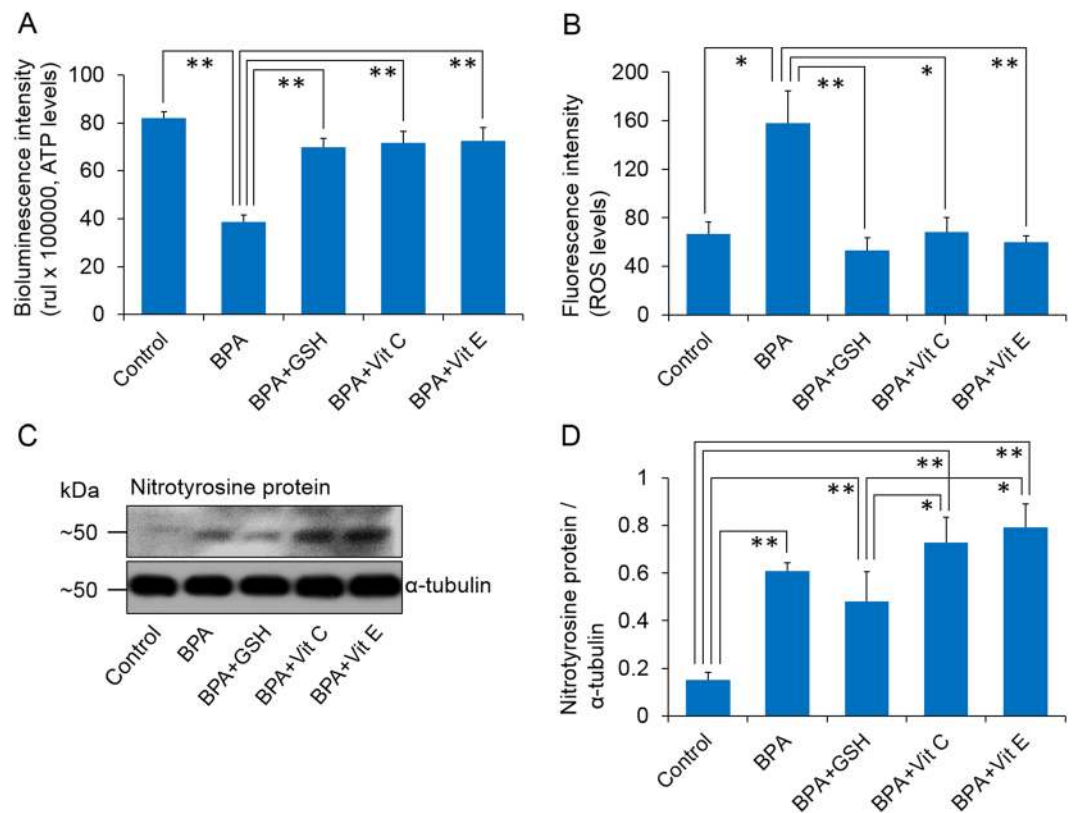 A
Bioluminescence intensity
(rul x 100000, ATP levels)
100
80
60
40
20
0
**
**
**
**
Control
BPA
BPA+GSH
BPA+Vit C
BPA+Vit E
B
Fluorescence intensity
(ROS levels)
200
160
120
80
40
0
*
**
*
**
Control
BPA
BPA+GSH
BPA+Vit C
BPA+Vit E
C
kDa
Nitrotyrosine protein
~50
~50
α-tubulin
Control
BPA
BPA+GSH
BPA+Vit C
BPA+Vit E
D
Nitrotyrosine protein /
α-tubulin
1
0.8
0.6
0.4
0.2
0
**
**
**
**
*
*
Control
BPA
BPA+GSH
BPA+Vit C
BPA+Vit E